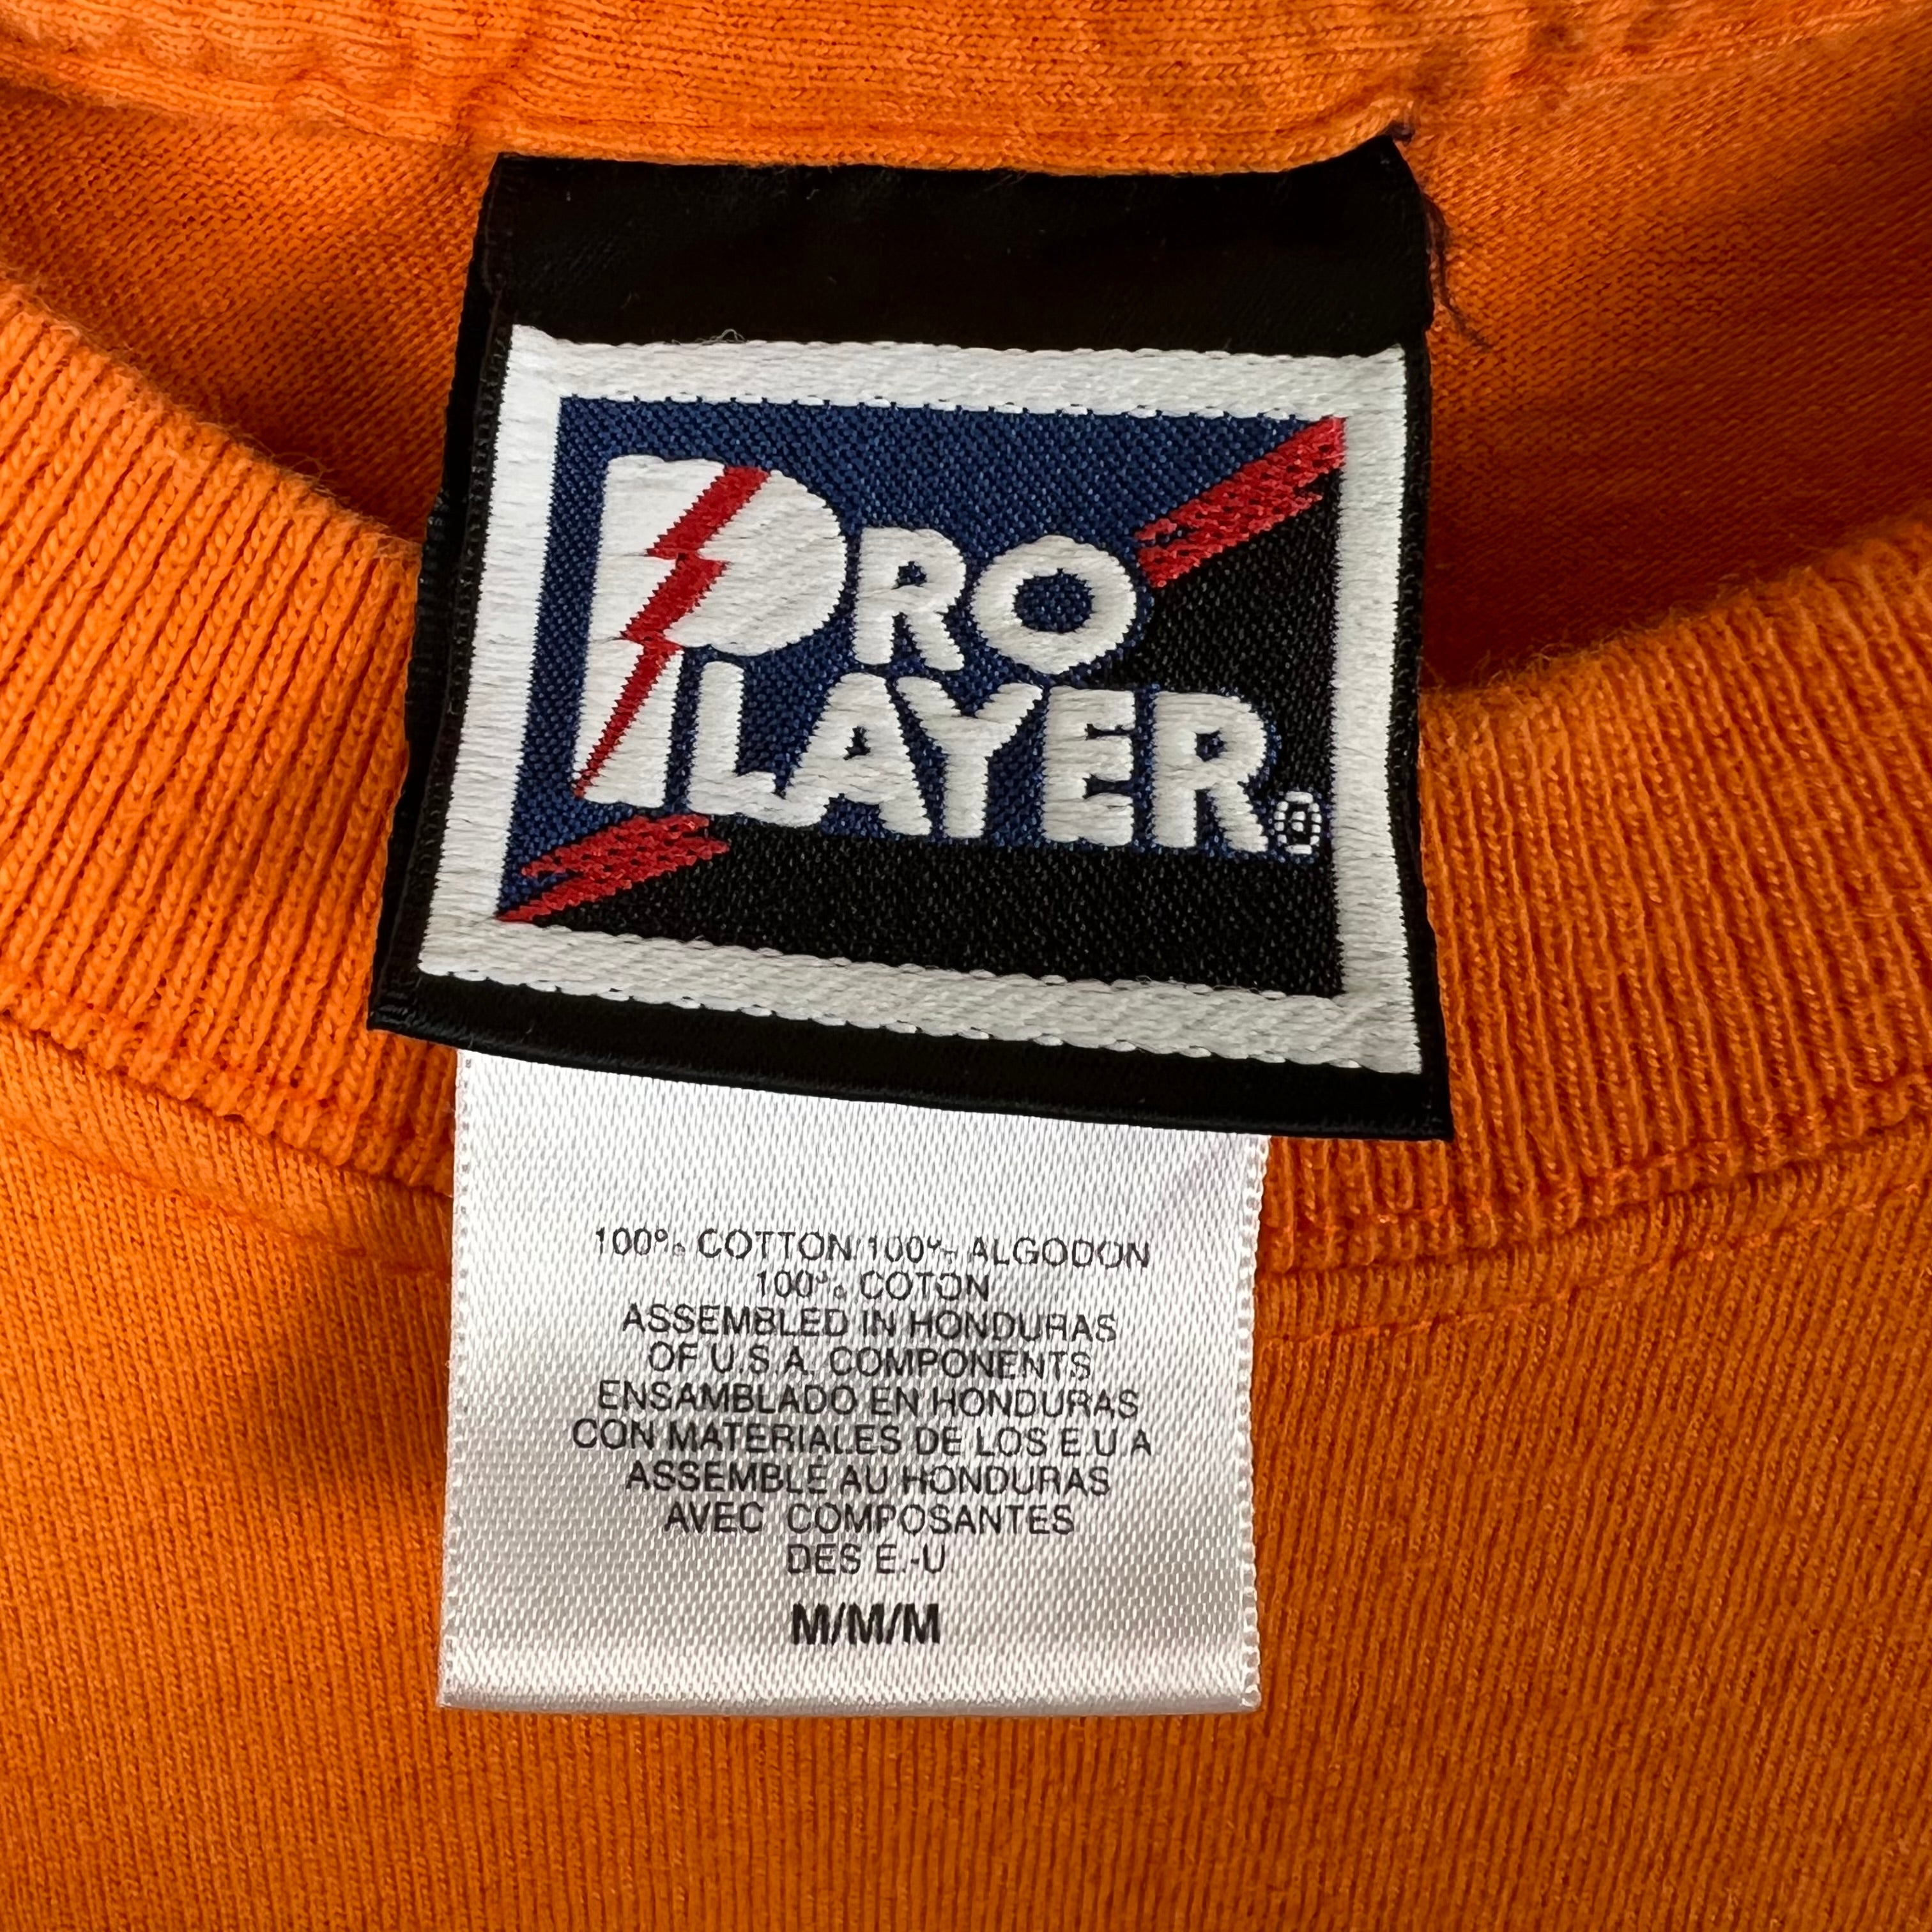 PRO
PLAYER®
100% COTTON/100% ALGODON
100% COTON
ASSEMBLED IN HONDURAS
OF U.S.A. COMPONENTS
ENSAMBLADO EN HONDURAS
CON MATERIALES DE LOS E.U.A
ASSEMBLÉ AU HONDURAS
AVEC COMPOSANTES
DES E.-U
M/M/M